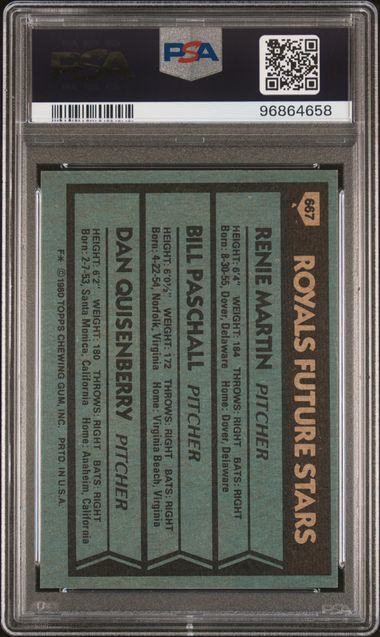 PSA
PSA
96864658
667
ROYALS FUTURE STARS
RENIE MARTIN PITCHER
HEIGHT: 6'4" WEIGHT: 184 THROWS: RIGHT BATS: RIGHT
Born: 8-30-55, Dover, Delaware Home: Dover, Delaware
BILL PASCHALL PITCHER
HEIGHT: 6'0½" WEIGHT: 172 THROWS: RIGHT BATS: RIGHT
Born: 4-22-54, Norfolk, Virginia Home: Virginia Beach, Virginia
DAN QUISENBERRY PITCHER
HEIGHT: 6'2" WEIGHT: 180 THROWS: RIGHT BATS: RIGHT
Born: 2-7-53, Santa Monica, California Home: Anaheim, California
F* ©1980 TOPPS CHEWING GUM, INC. PRTD. IN U.S.A.
PSA